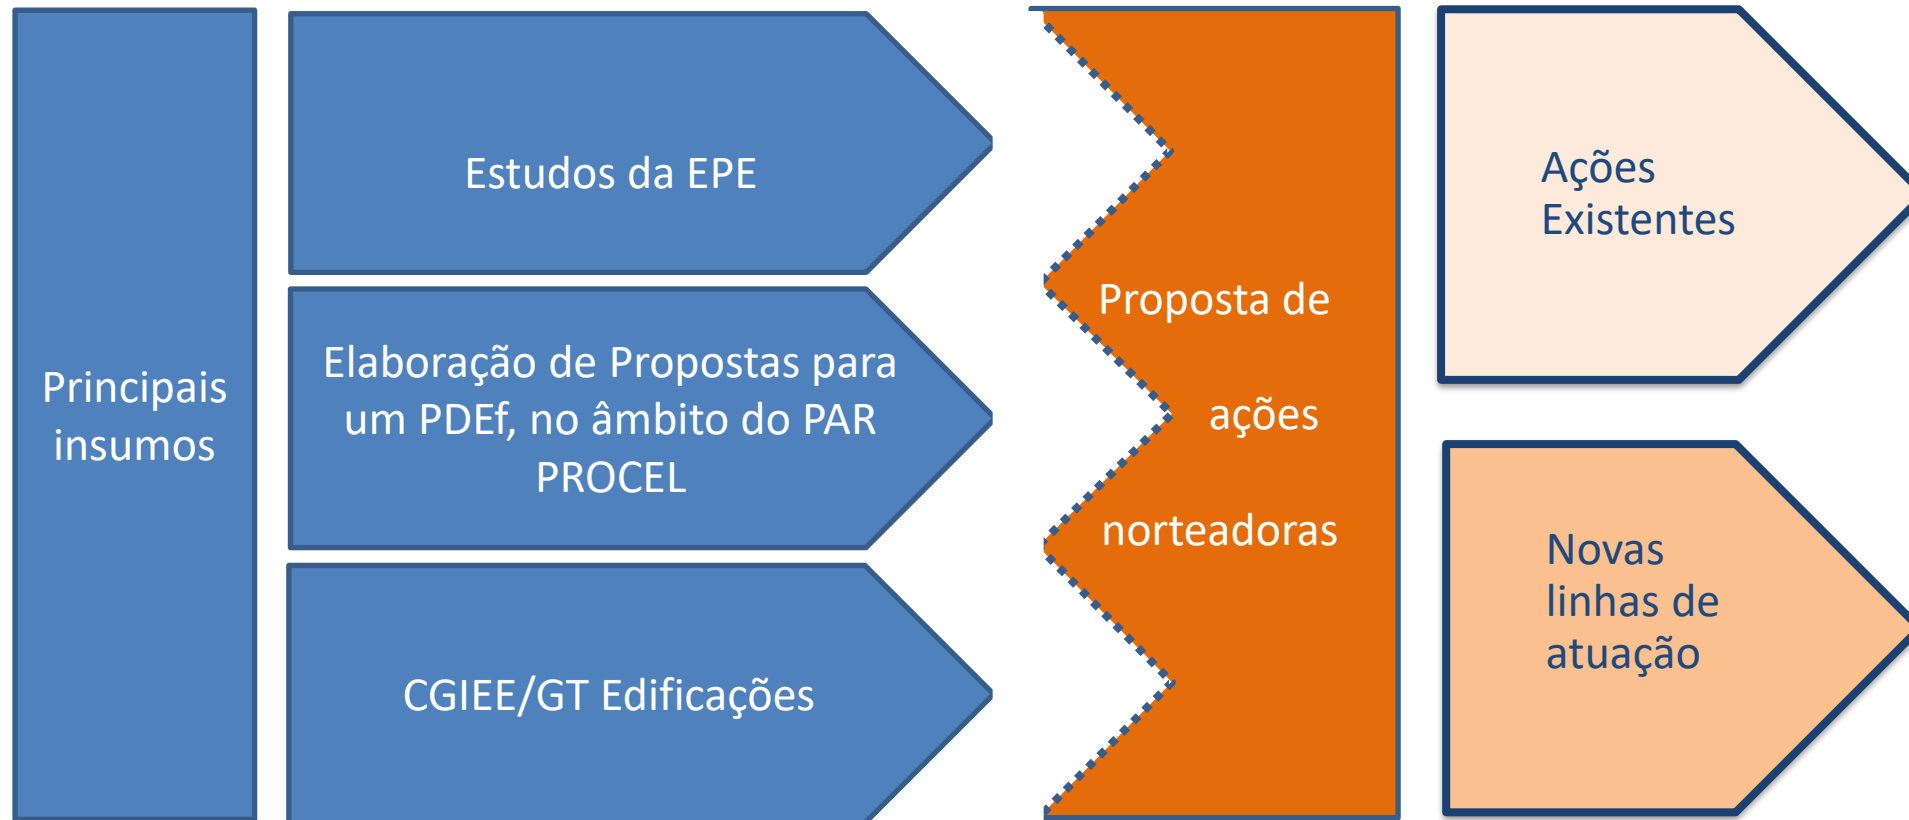 Principais
insumos
Estudos da EPE
Elaboração de Propostas para
um PDEf, no âmbito do PAR
PROCEL
CGIEE/GT Edificações
Proposta de
ações
norteadoras
Ações
Existentes
Novas
linhas de
atuação